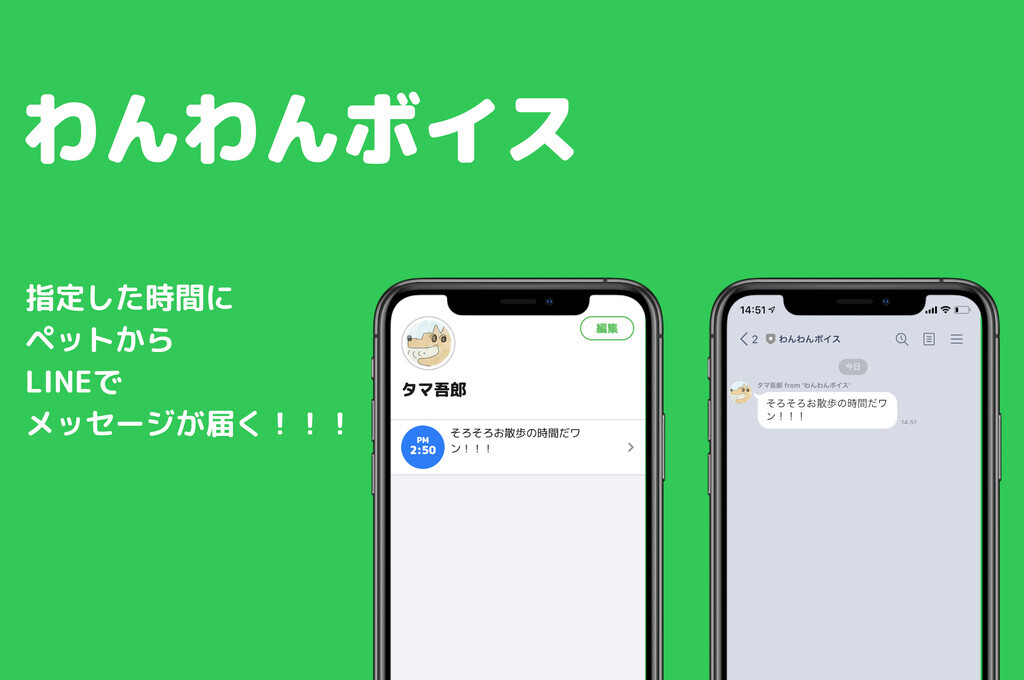 わんわんボイス
指定した時間に
ペットから
LINEで
メッセージが届く！！！
編集
タマ吾郎
PM
2:50
そろそろお散歩の時間だワ
ン！！！
14:51
2 わんわんボイス
今日
タマ吾郎 from 'わんわんボイス'
そろそろお散歩の時間だワ
ン！！！
14:51